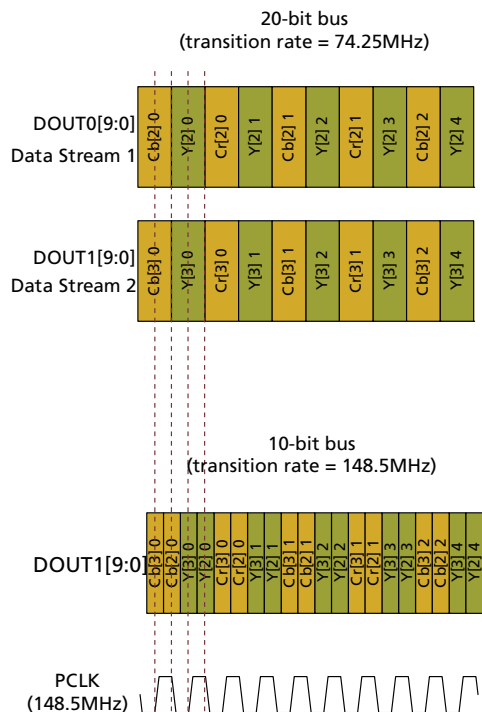 20-bit bus
(transition rate = 74.25MHz)
DOUT0[9:0]
Data Stream 1
Cb[2] 0
Y[2] 0
Cr[2] 0
Y[2] 1
Cb[2] 1
Y[2] 2
Cr[2] 1
Y[2] 3
Cb[2] 2
Y[2] 4
DOUT1[9:0]
Data Stream 2
Cb[3] 0
Y[3] 0
Cr[3] 0
Y[3] 1
Cb[3] 1
Y[3] 2
Cr[3] 1
Y[3] 3
Cb[3] 2
Y[3] 4
10-bit bus
(transition rate = 148.5MHz)
DOUT1[9:0]
Cb[3] 0
Cb[2] 0
Y[3] 0
Y[2] 0
Cr[3] 0
Cr[2] 0
Y[3] 1
Y[2] 1
Cb[3] 1
Cb[2] 1
Y[3] 2
Y[2] 2
Cr[3] 1
Cr[2] 1
Y[3] 3
Y[2] 3
Cb[3] 2
Cb[2] 2
Y[3] 4
Y[2] 4
PCLK
(148.5MHz)